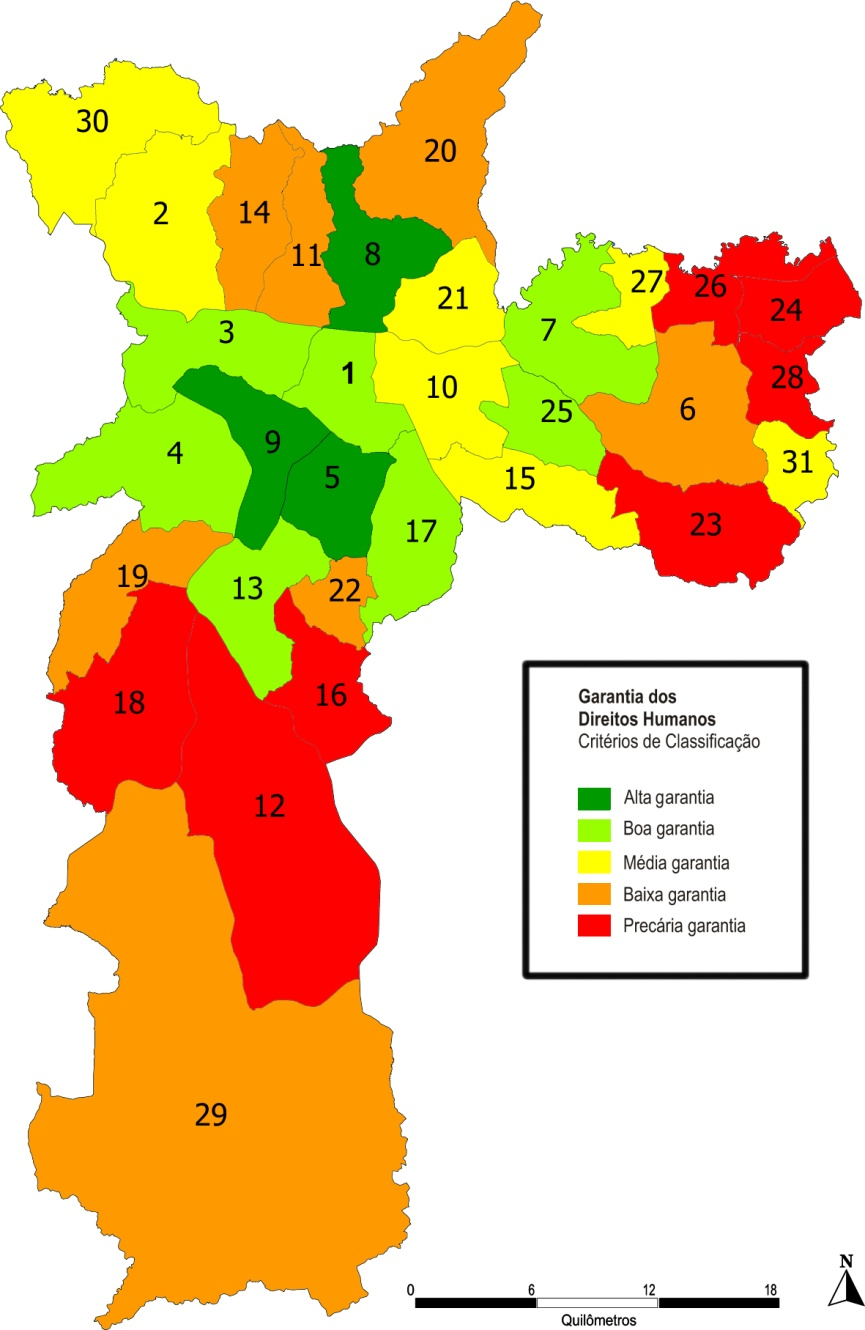 30
20
2
14
8
11
27
26
21
24
7
3
1
28
10
6
25
9
4
31
5
15
23
17
19
13
22
16
18
12
29
Garantia dos
Direitos Humanos
Critérios de Classificação
Alta garantia
Boa garantia
Média garantia
Baixa garantia
Precária garantia
N
0 6 12 18
Quilômetros